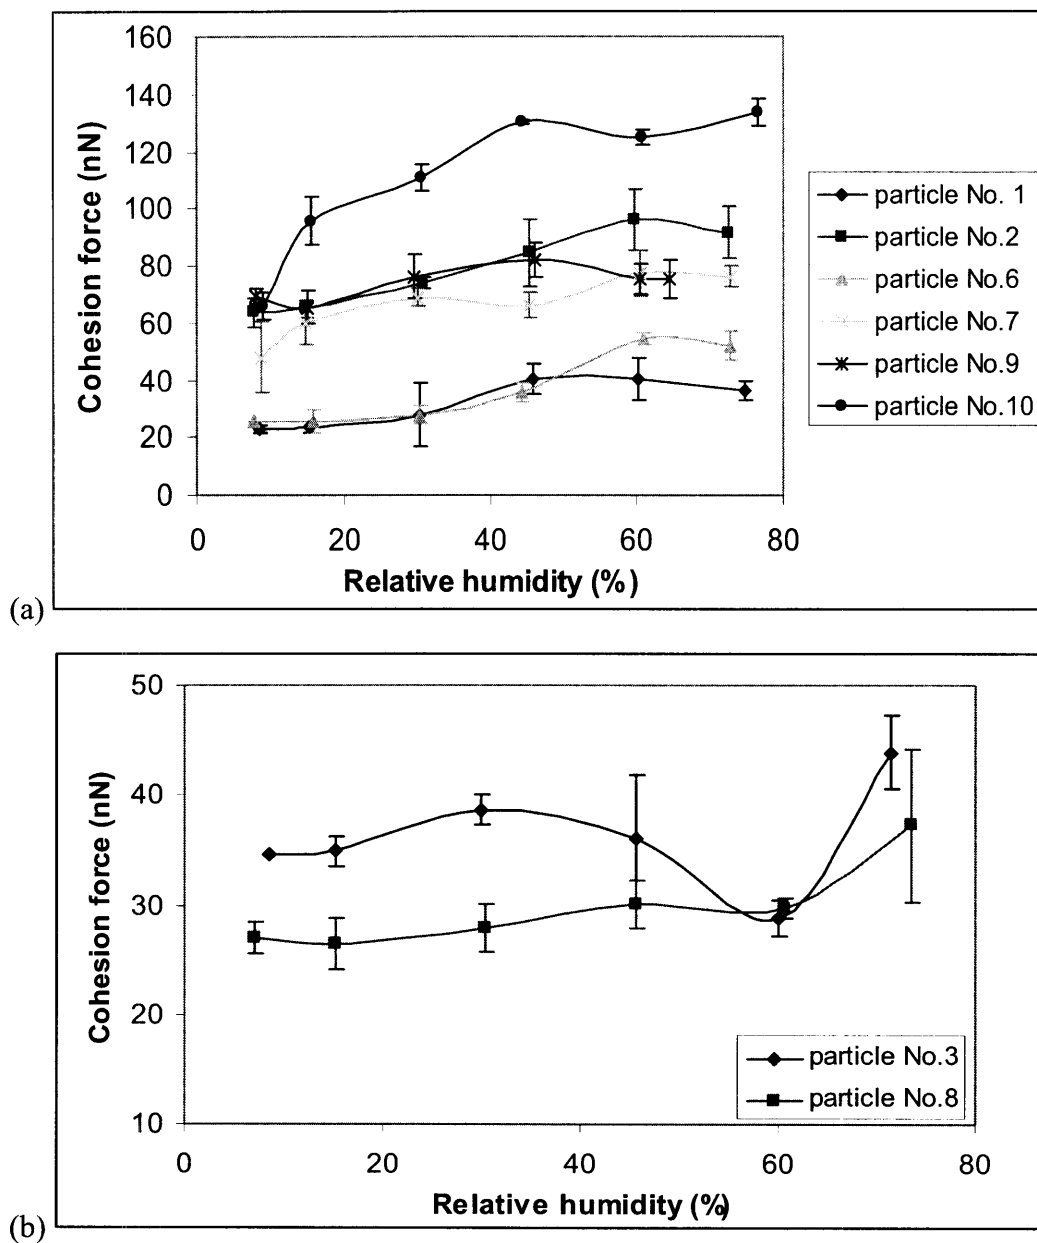 160
140
120
100
80
60
40
20
0
Cohesion force (nN)
0 20 40 60 80
Relative humidity (%)
particle No. 1
particle No.2
particle No.6
particle No.7
particle No.9
particle No.10
(a)
50
40
30
20
10
Cohesion force (nN)
particle No.3
particle No.8
0 20 40 60 80
Relative humidity (%)
(b)